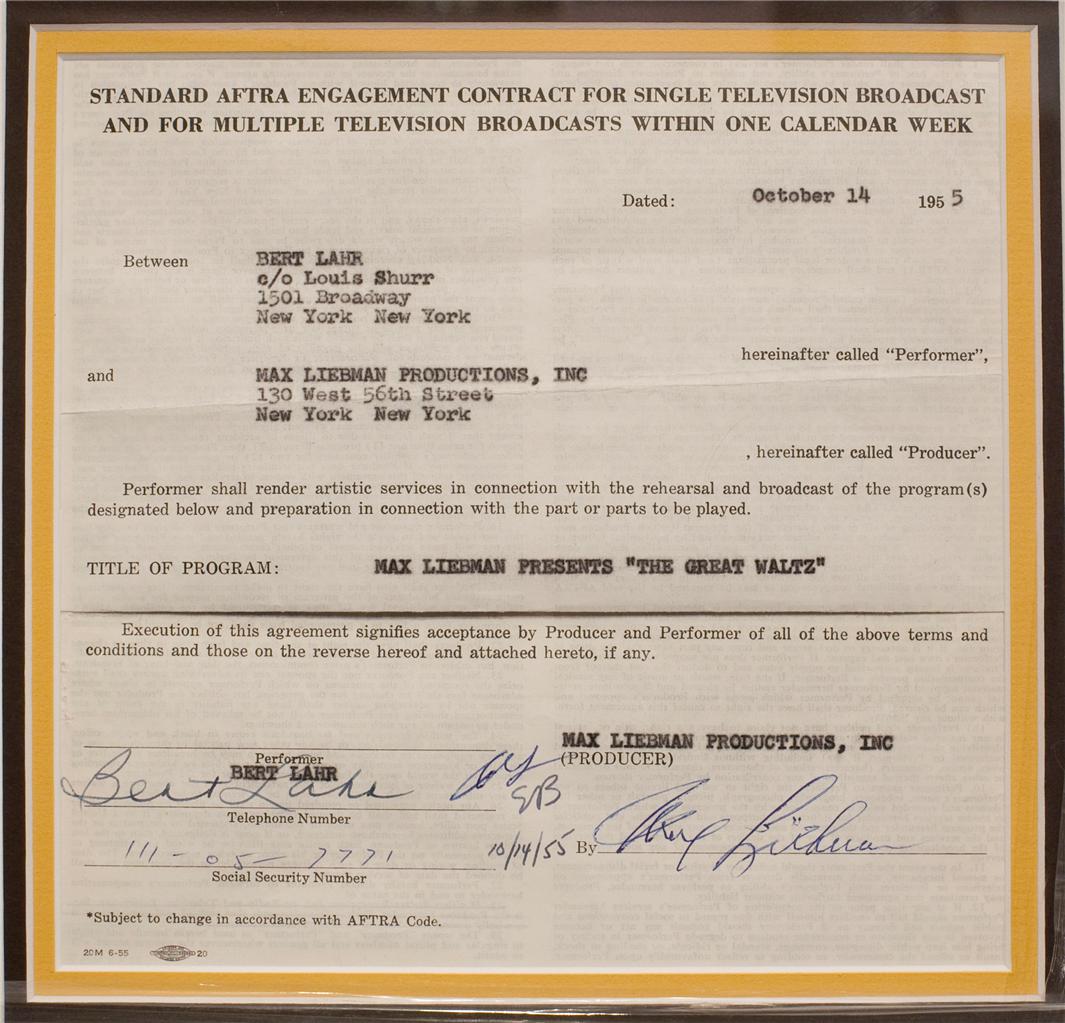 STANDARD AFTRA ENGAGEMENT CONTRACT FOR SINGLE TELEVISION BROADCAST
AND FOR MULTIPLE TELEVISION BROADCASTS WITHIN ONE CALENDAR WEEK
Dated: October 14 1955
Between BERT LAHR
c/o Louis Shurr
1501 Broadway
New York New York
hereinafter called "Performer",
and MAX LIEBMAN PRODUCTIONS, INC
130 West 56th Street
New York New York
, hereinafter called "Producer".
Performer shall render artistic services in connection with the rehearsal and broadcast of the program(s)
designated below and preparation in connection with the part or parts to be played.
TITLE OF PROGRAM: MAX LIEBMAN PRESENTS "THE GREAT WALTZ"
Execution of this agreement signifies acceptance by Producer and Performer of all of the above terms and
conditions and those on the reverse hereof and attached hereto, if any.
MAX LIEBMAN PRODUCTIONS, INC
Performer (PRODUCER)
BERT LAHR
Bert Lahr
EB
Telephone Number
111-05-7771 10/14/55 By Max Liebman
Social Security Number
*Subject to change in accordance with AFTRA Code.
20M 6-55 20